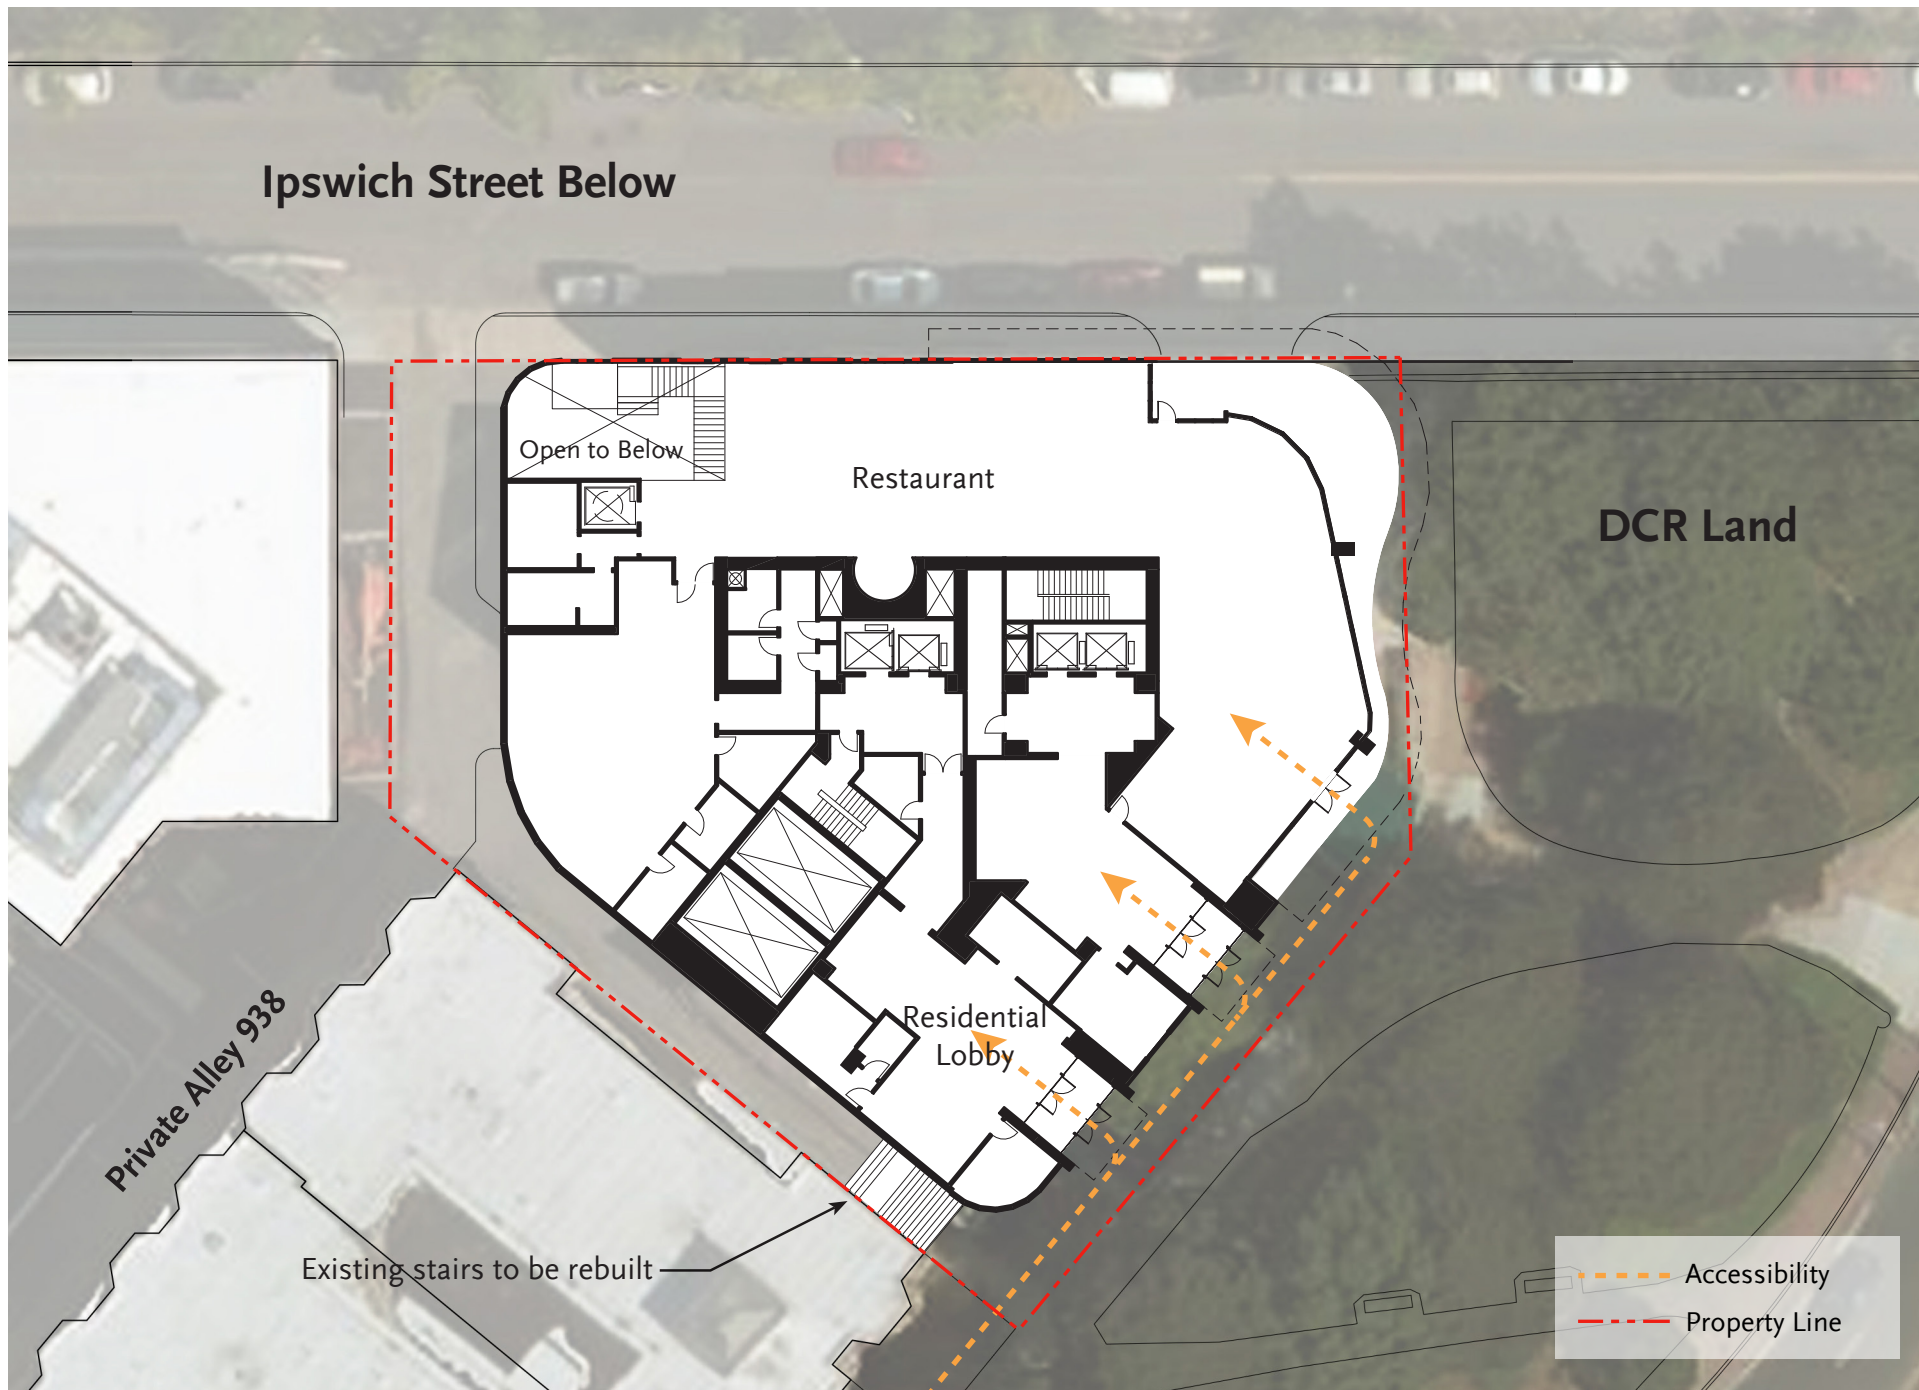 Ipswich Street Below
Open to Below
Restaurant
DCR Land
Residential
Lobby
Private Alley 938
Existing stairs to be rebuilt
Accessibility
Property Line